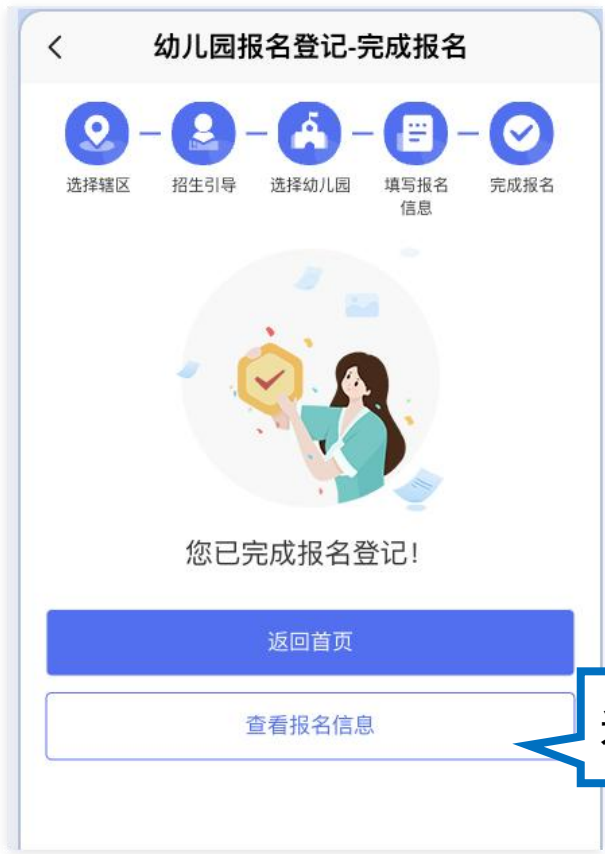 幼儿园报名登记-完成报名
选择辖区 招生引导 选择幼儿园 填写报名 完成报名
信息
您已完成报名登记！
返回首页
查看报名信息